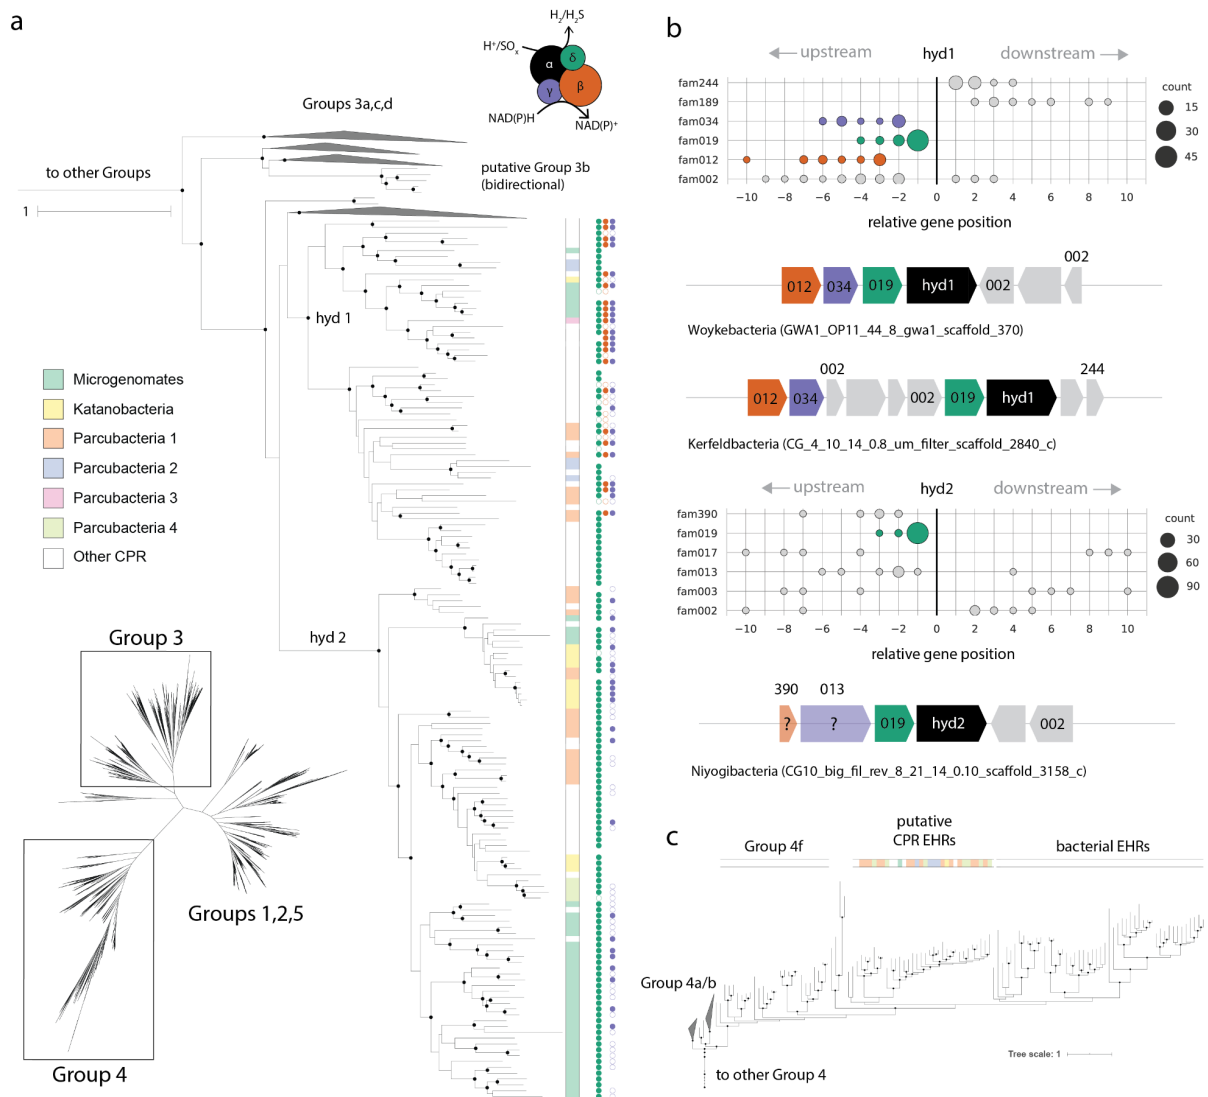 a
H₂/H₂S
H⁺/SOₓ
α
δ
γ
β
NAD(P)H
NAD(P)⁺
Groups 3a,c,d
to other Groups
putative Group 3b
(bidirectional)
1
hyd 1
Microgenomates
Katanobacteria
Parcubacteria 1
Parcubacteria 2
Parcubacteria 3
Parcubacteria 4
Other CPR
hyd 2
Group 3
Groups 1,2,5
Group 4
b
upstream
hyd1
downstream
fam244
fam189
fam034
fam019
fam012
fam002
count
15
30
45
−10 −8 −6 −4 −2 0 2 4 6 8 10
relative gene position
002
012
034
019
hyd1
002
Woykebacteria (GWA1_OP11_44_8_gwa1_scaffold_370)
002
244
012
034
002
019
hyd1
Kerfeldbacteria (CG_4_10_14_0.8_um_filter_scaffold_2840_c)
upstream
hyd2
downstream
fam390
fam019
fam017
fam013
fam003
fam002
count
30
60
90
−10 −8 −6 −4 −2 0 2 4 6 8 10
relative gene position
390
013
?
?
019
hyd2
002
Niyogibacteria (CG10_big_fil_rev_8_21_14_0.10_scaffold_3158_c)
c
Group 4f
putative
CPR EHRs
bacterial EHRs
Group 4a/b
Tree scale: 1
to other Group 4